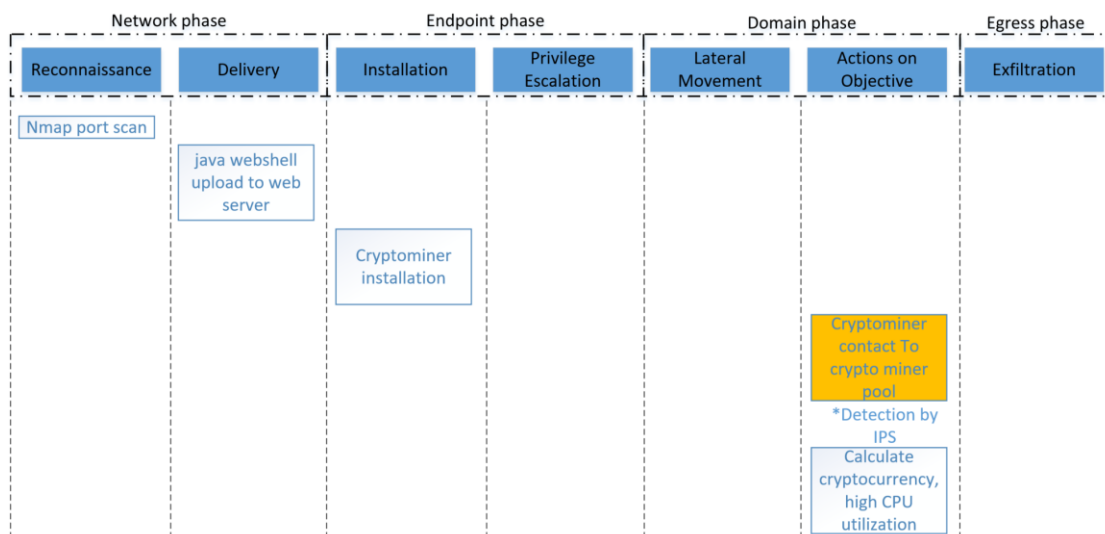 Network phase
Endpoint phase
Domain phase
Egress phase
Reconnaissance
Delivery
Installation
Privilege
Escalation
Lateral
Movement
Actions on
Objective
Exfiltration
Nmap port scan
java webshell
upload to web
server
Cryptominer
installation
Cryptominer
contact To
crypto miner
pool
*Detection by
IPS
Calculate
cryptocurrency,
high CPU
utilization